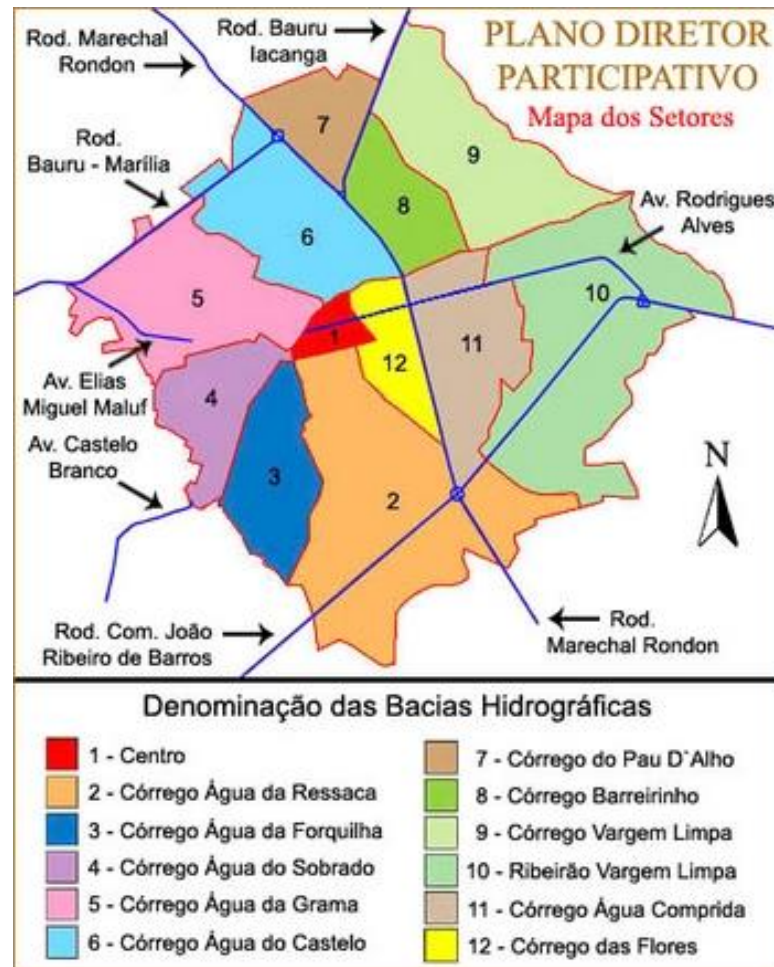 PLANO DIRETOR
PARTICIPATIVO
Mapa dos Setores
Rod. Marechal
Rondon
Rod. Bauru
Iacanga
Rod.
Bauru - Marília
Av. Rodrigues
Alves
7
9
8
6
5
10
1
11
12
4
3
2
Av. Elias
Miguel Maluf
Av. Castelo
Branco
N
Rod. Com. João
Ribeiro de Barros
Rod.
Marechal Rondon
Denominação das Bacias Hidrográficas
1 - Centro
2 - Córrego Água da Ressaca
3 - Córrego Água da Forquilha
4 - Córrego Água do Sobrado
5 - Córrego Água da Grama
6 - Córrego Água do Castelo
7 - Córrego do Pau D`Alho
8 - Córrego Barreirinho
9 - Córrego Vargem Limpa
10 - Ribeirão Vargem Limpa
11 - Córrego Água Comprida
12 - Córrego das Flores